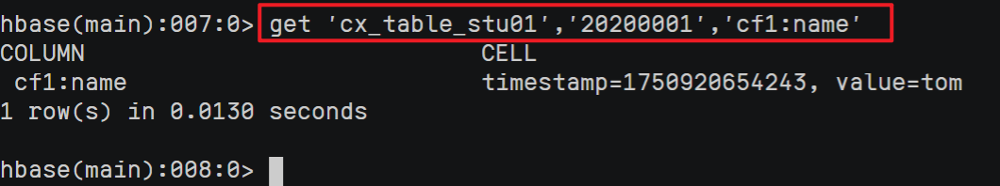 hbase(main):007:0> get 'cx_table_stu01','20200001','cf1:name'
COLUMN CELL
cf1:name timestamp=1750920654243, value=tom
1 row(s) in 0.0130 seconds
hbase(main):008:0>